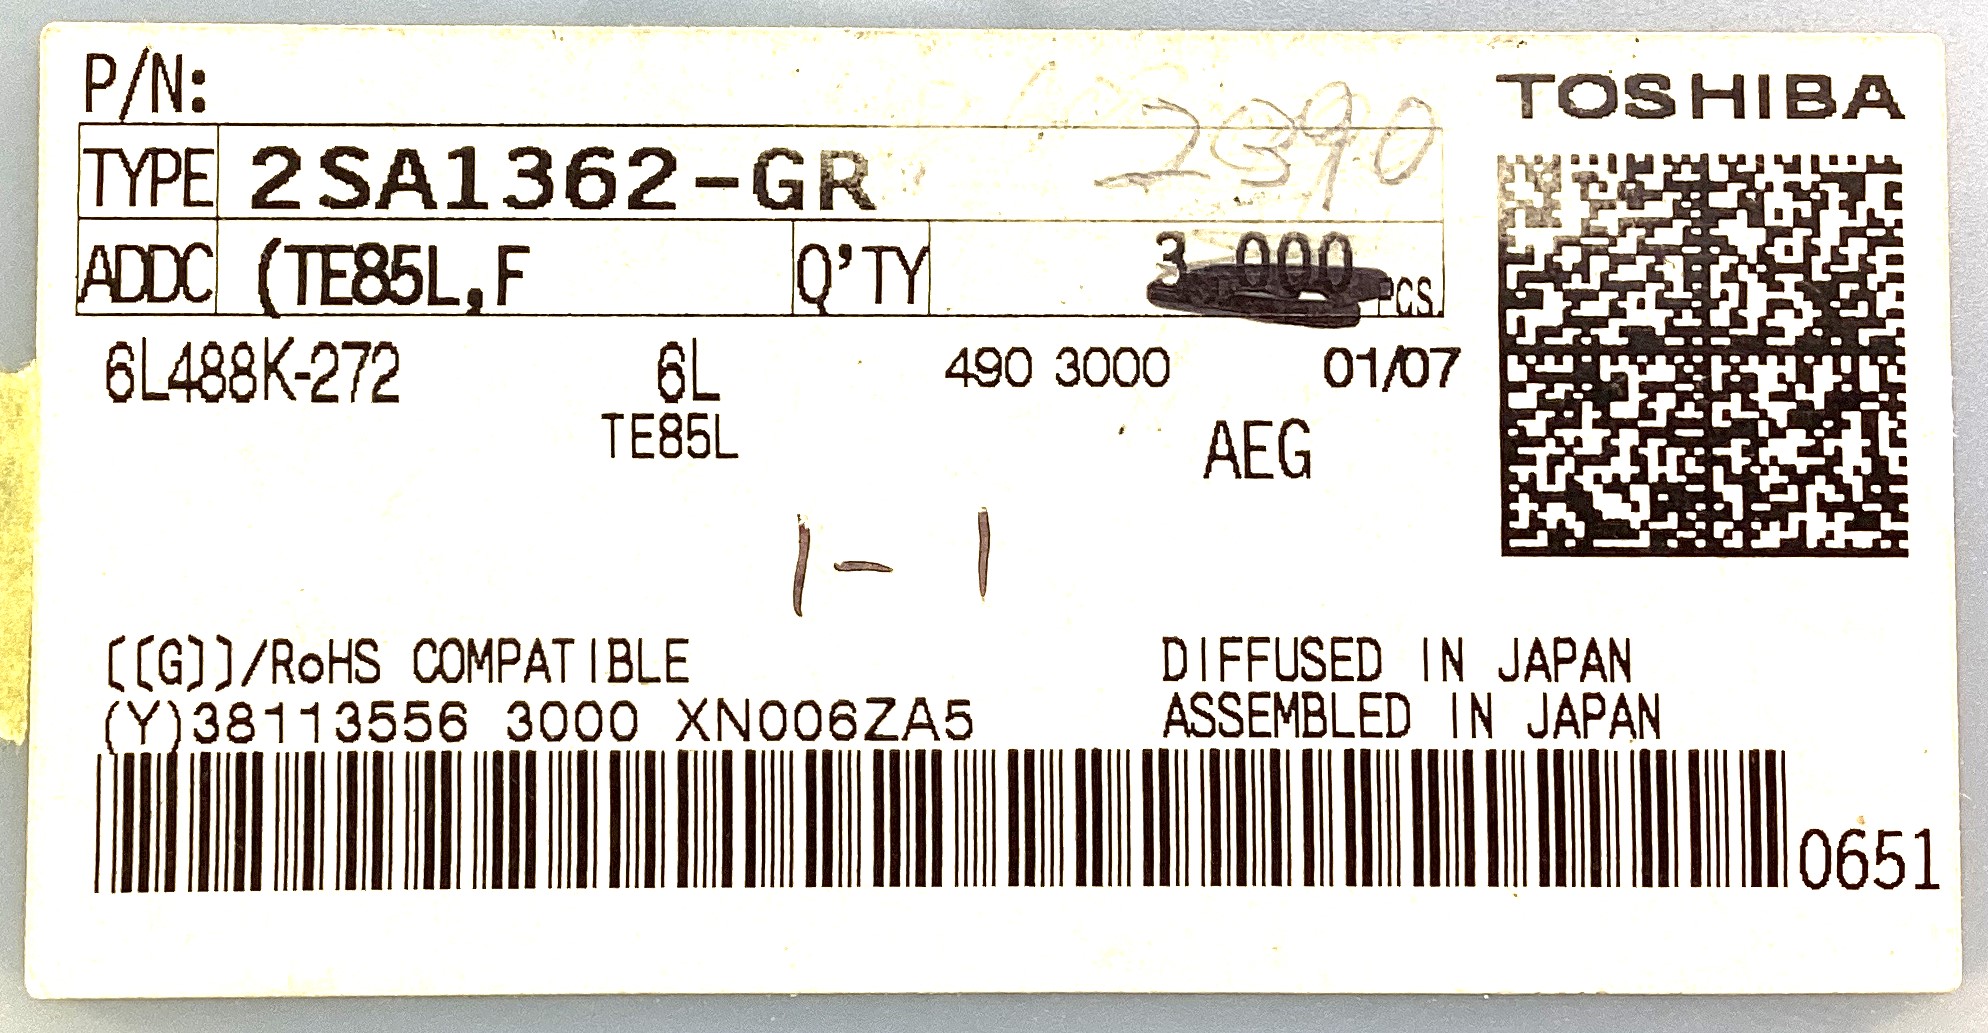 P/N:
TOSHIBA
2390
TYPE 2SA1362-GR
ADDC (TE85L,F Q'TY 3,000 PCS.
6L488K-272 6L 490 3000 01/07
TE85L AEG
1-1
[[G]]/RoHS COMPATIBLE DIFFUSED IN JAPAN
(Y)38113556 3000 XN006ZA5 ASSEMBLED IN JAPAN
0651